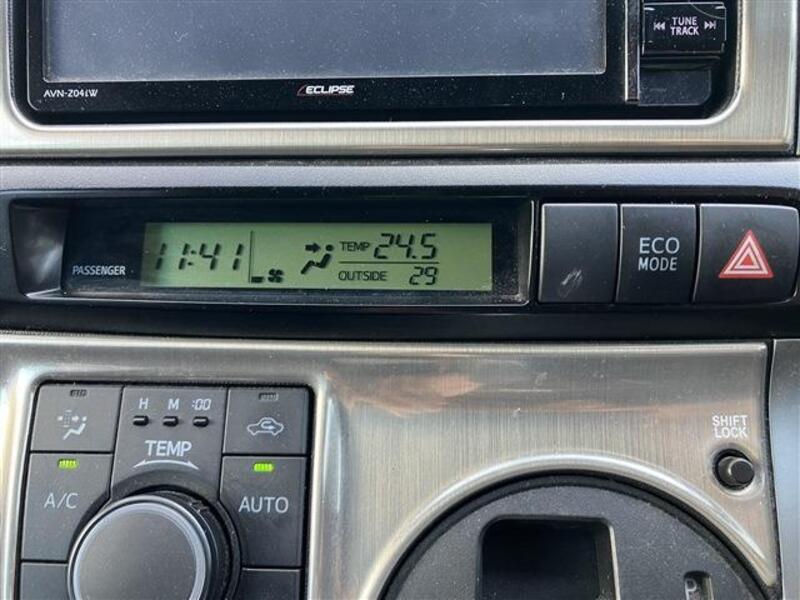 TUNE
TRACK
AVN-Z04iW
ECLIPSE
PASSENGER
11:41
TEMP 24.5
OUTSIDE 29
ECO
MODE
SHIFT
LOCK
H M :00
TEMP
A/C
AUTO
P